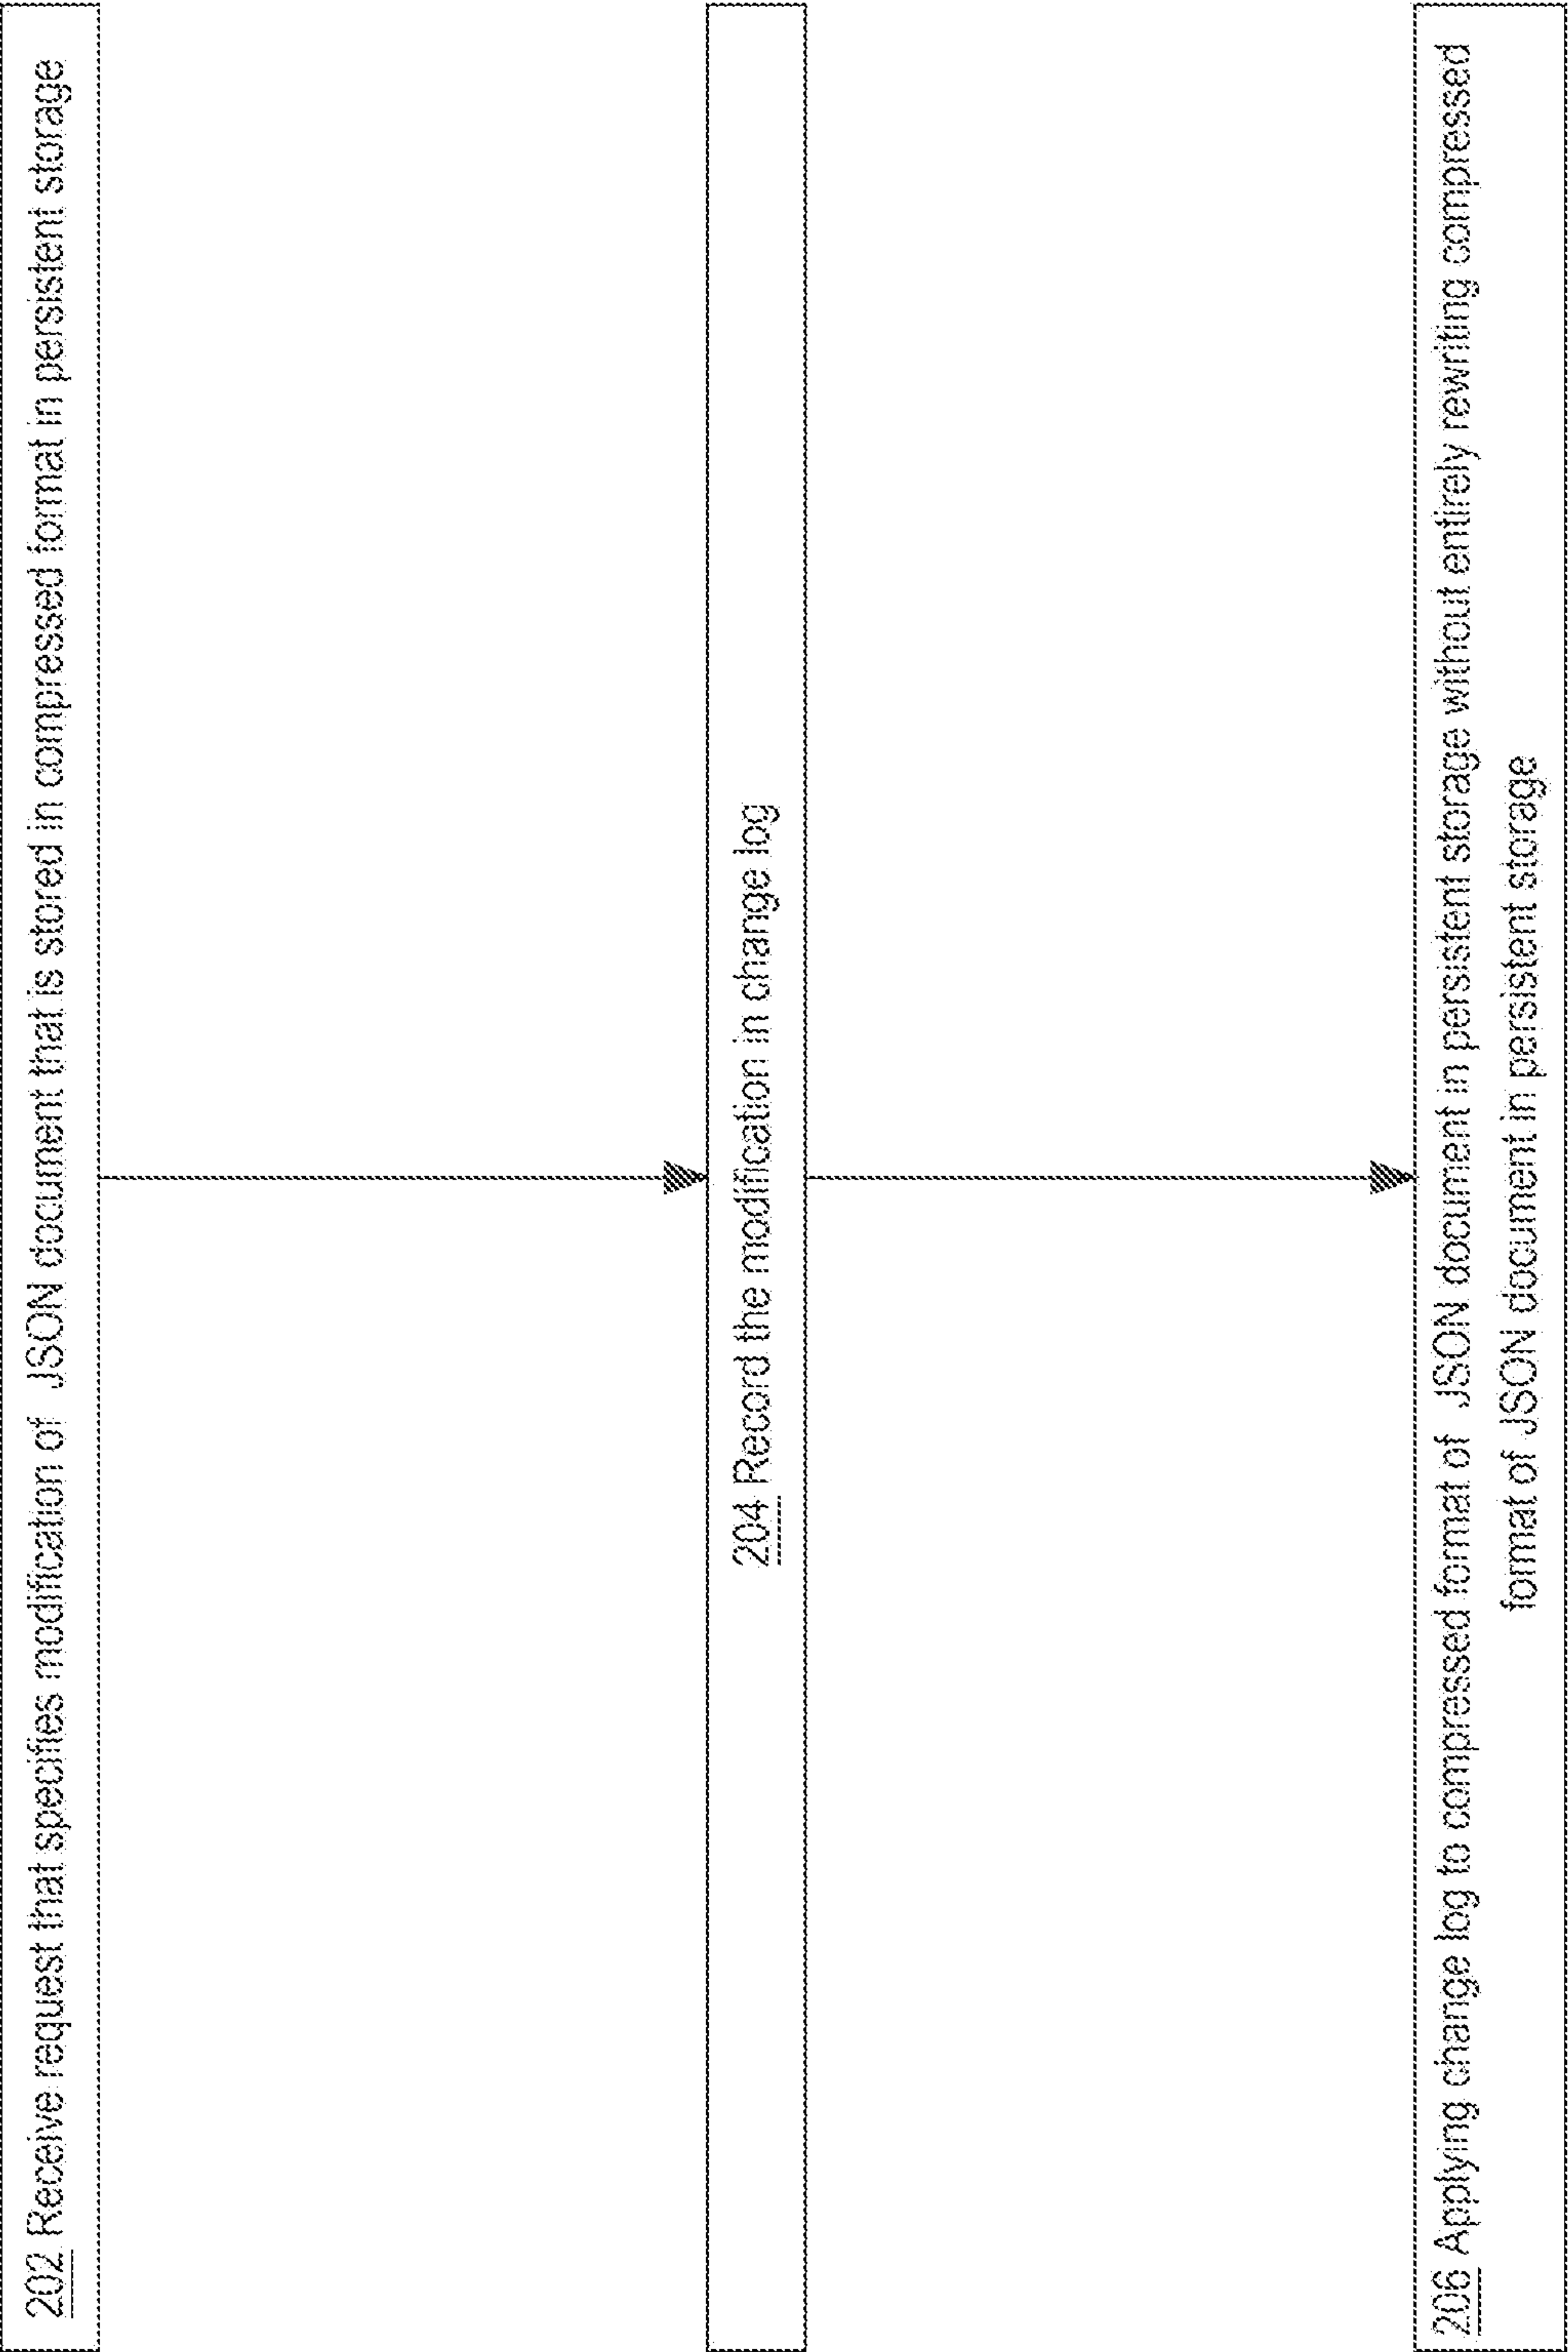 202 Receive request that specifies modification of JSON document that is stored in compressed format in persistent storage
204 Record the modification in change log
206 Applying change log to compressed format of JSON document in persistent storage without entirely rewriting compressed
format of JSON document in persistent storage